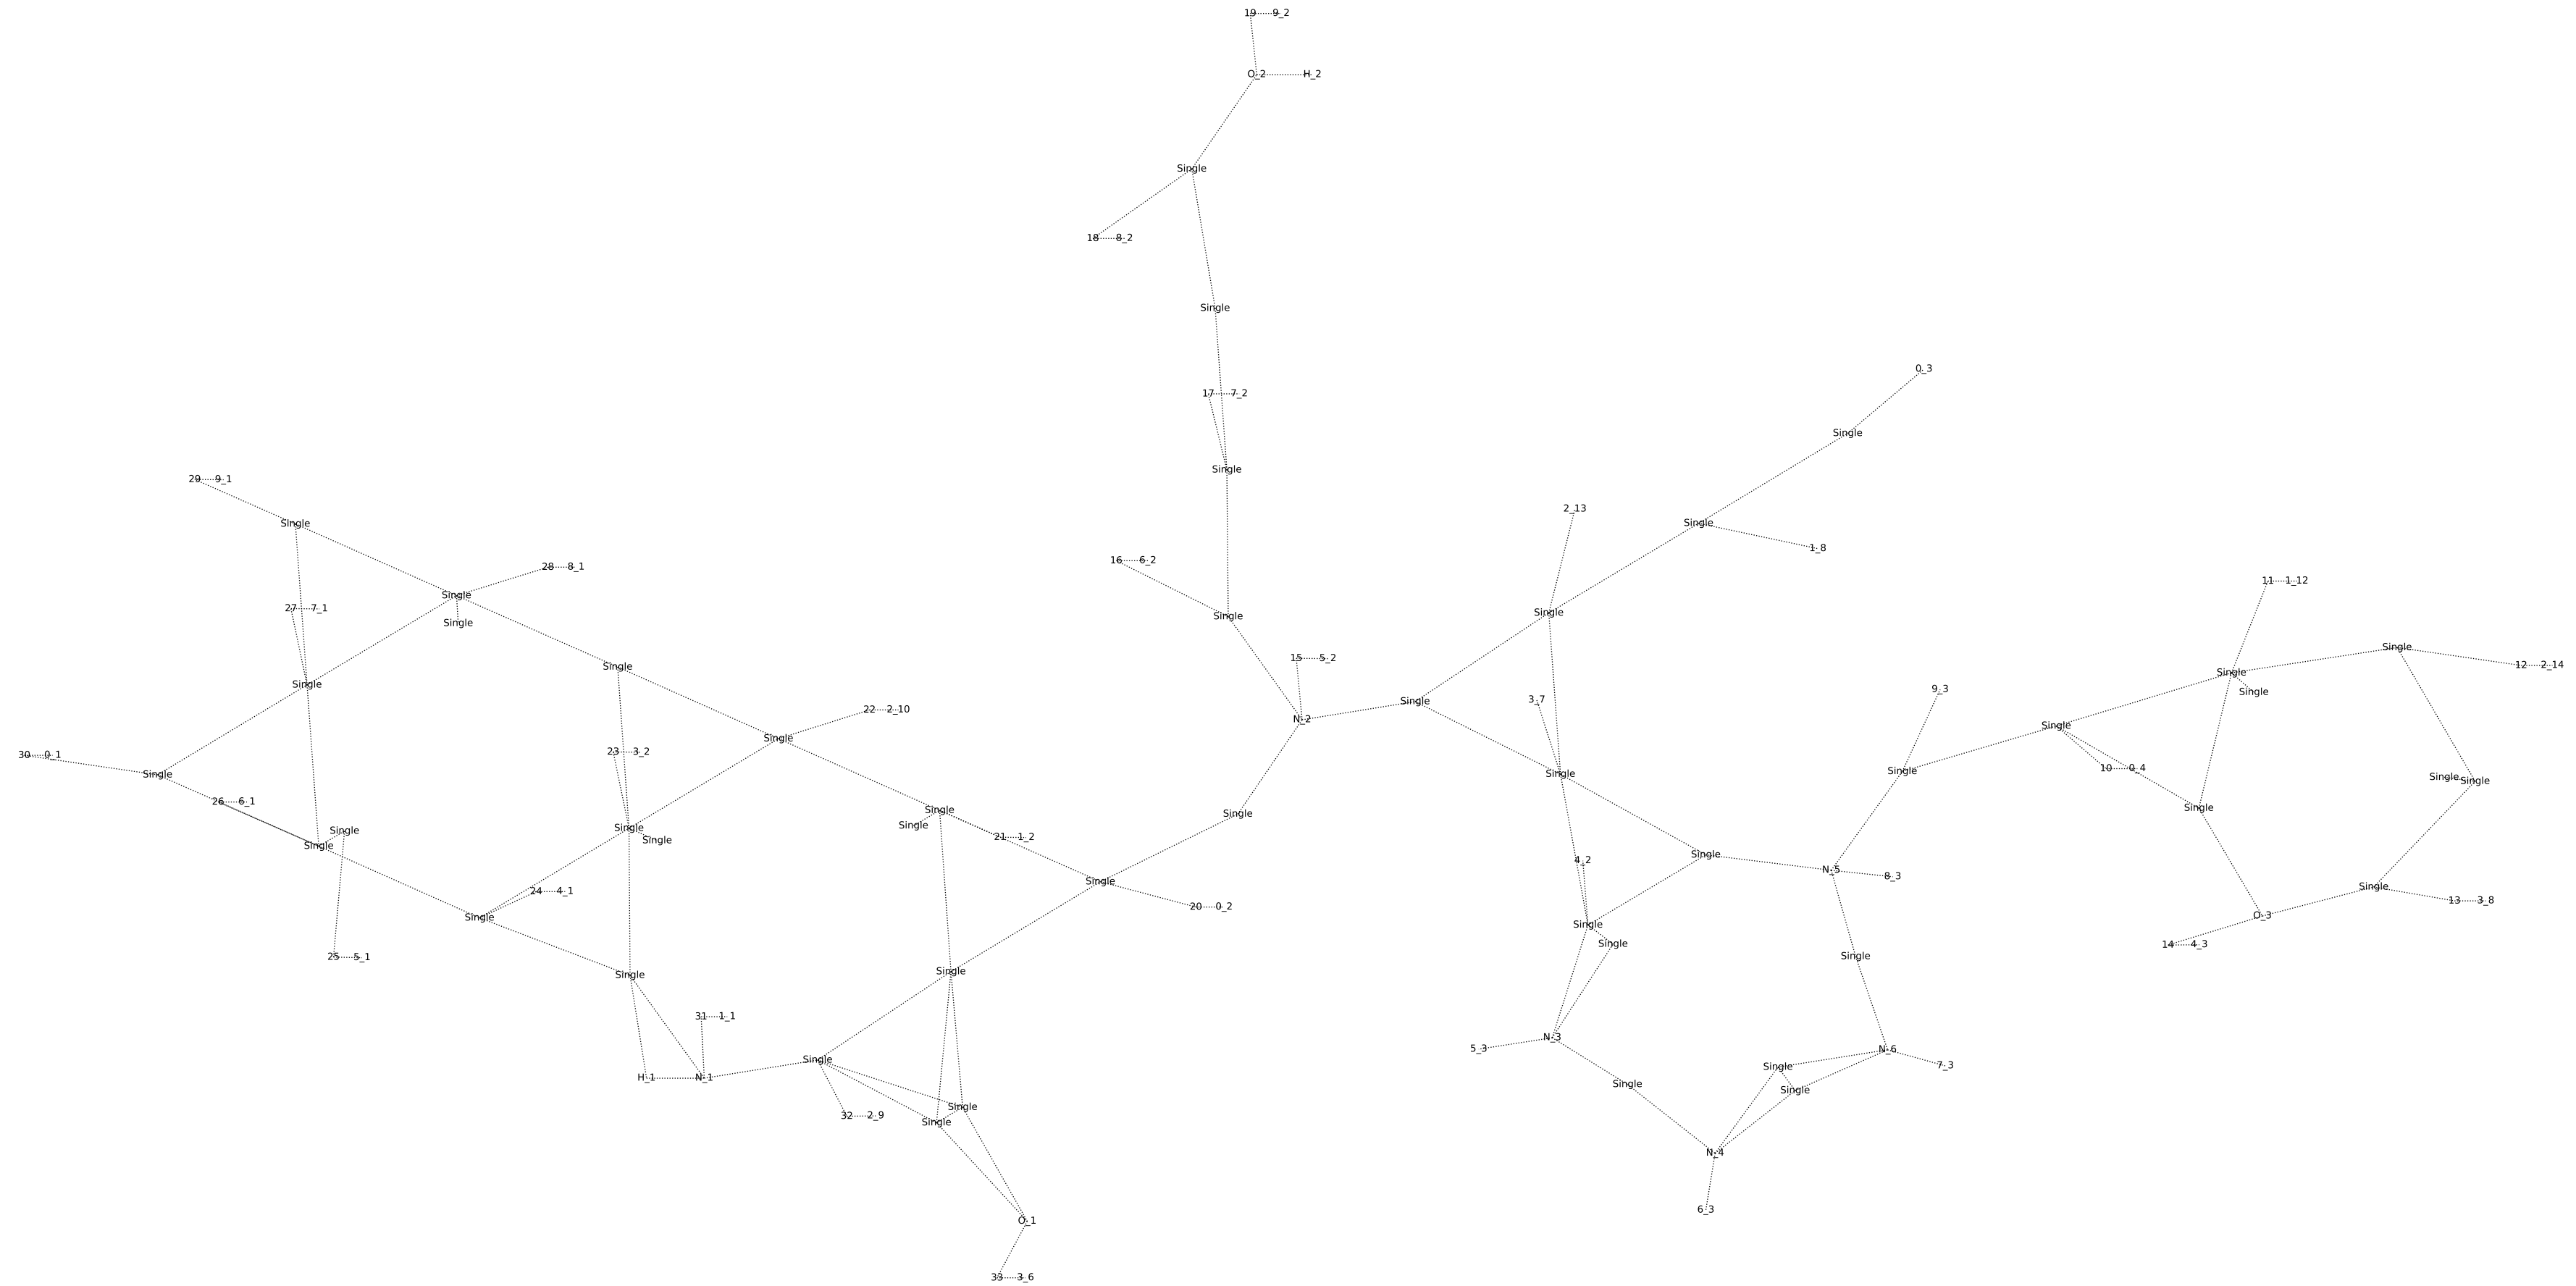 19 9_2
O_2 H_2
Single
18 8_2
Single
0_3
17 7_2
Single
Single
29 9_1
2_13
Single
Single
1_8
16 6_2
28 8_1
11 1_12
Single
27 7_1
Single
Single
Single
Single
15 5_2
12 2_14
Single
Single
Single
9_3
Single
3_7
Single
22 2_10
N_2
Single
Single
23 3_2
30 0_1
10 0_4
Single
Single
Single
Single Single
26 6_1
Single
Single
Single
Single
Single
Single
21 1_2
Single
Single
Single
4_2
N_5
8_3
Single
24 4_1
Single
13 3_8
20 0_2
O_3
Single
Single
Single
14 4_3
25 5_1
Single
Single
Single
31 1_1
N_3
5_3
N_6
Single
7_3
Single
H_1 N_1
Single
Single
Single
32 2_9
Single
N_4
6_3
O_1
33 3_6